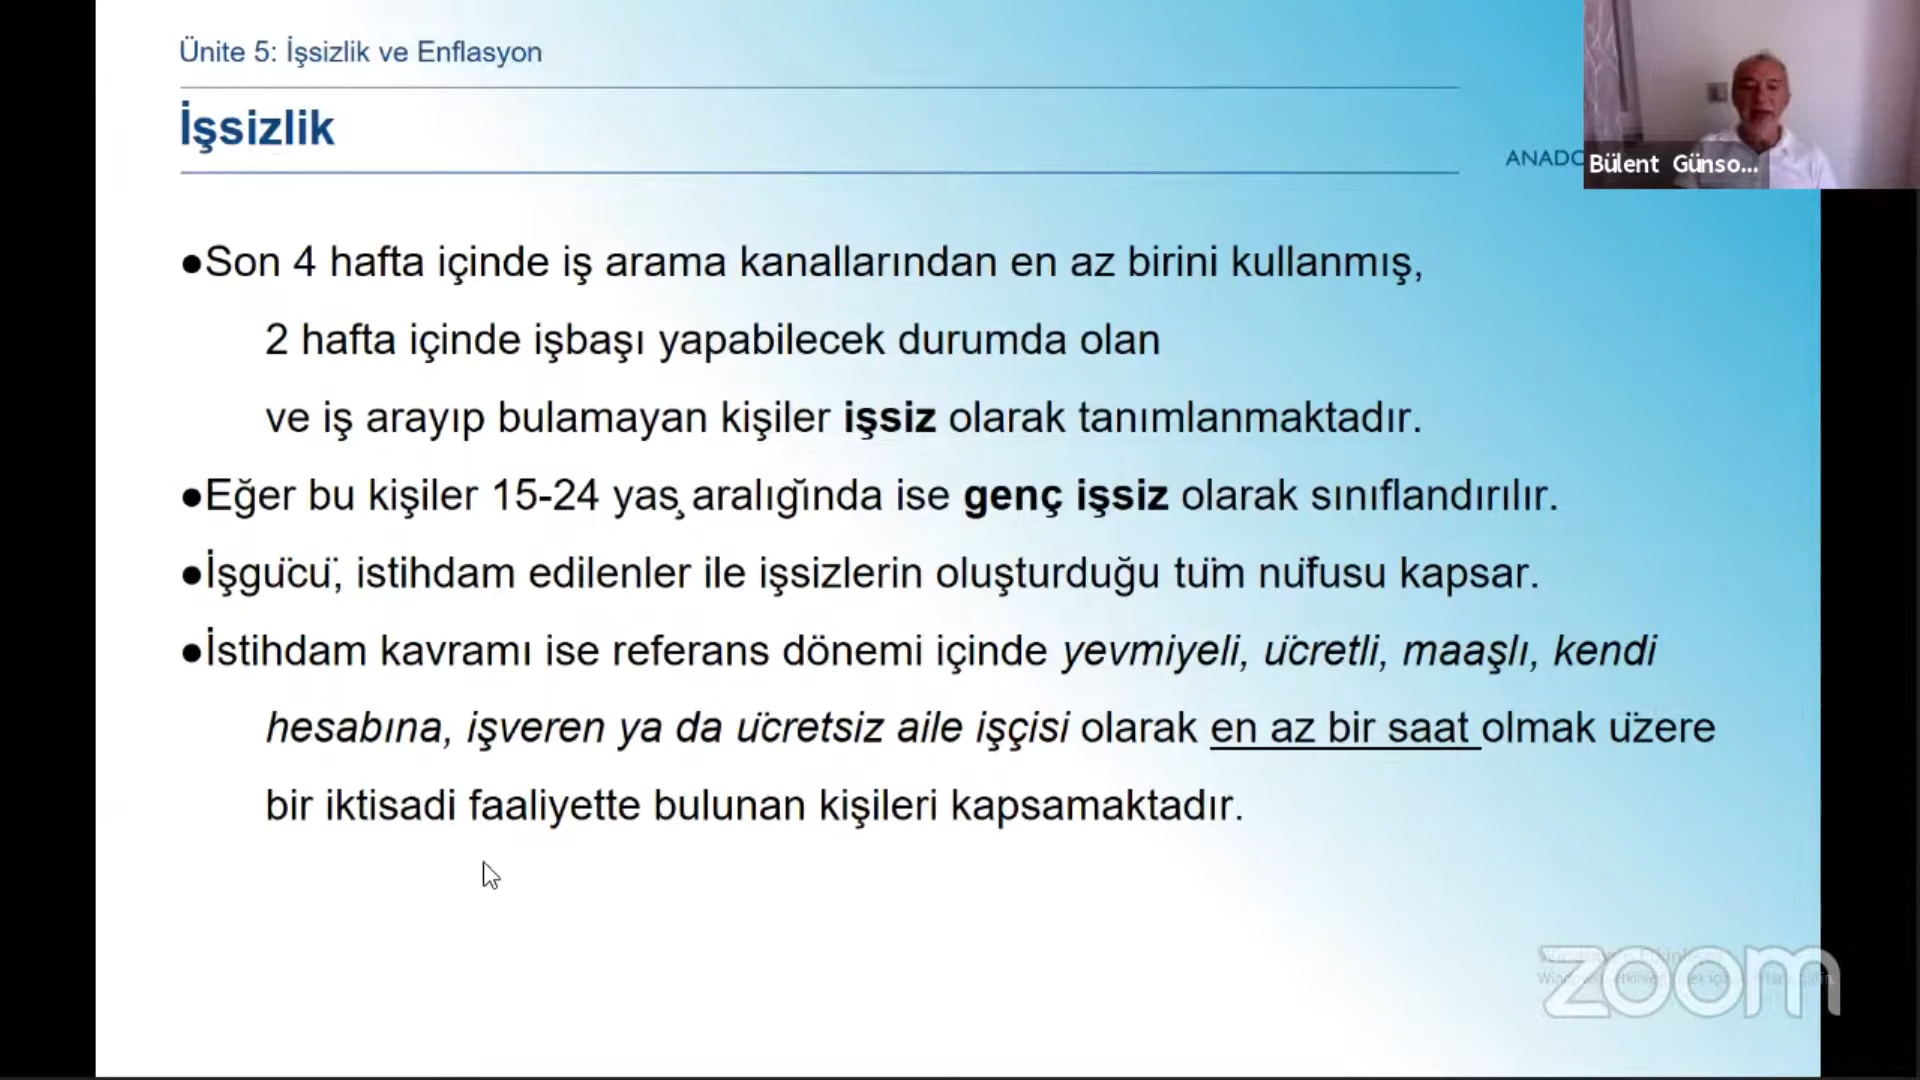 Ünite 5: İşsizlik ve Enflasyon
İşsizlik
ANADO
Bülent Günso...
●Son 4 hafta içinde iş arama kanallarından en az birini kullanmış,
2 hafta içinde işbaşı yapabilecek durumda olan
ve iş arayıp bulamayan kişiler işsiz olarak tanımlanmaktadır.
●Eğer bu kişiler 15-24 yaş aralığında ise genç işsiz olarak sınıflandırılır.
●İşgücü, istihdam edilenler ile işsizlerin oluşturduğu tüm nüfusu kapsar.
●İstihdam kavramı ise referans dönemi içinde yevmiyeli, ücretli, maaşlı, kendi
hesabına, işveren ya da ücretsiz aile işçisi olarak en az bir saat olmak üzere
bir iktisadi faaliyette bulunan kişileri kapsamaktadır.
zoom